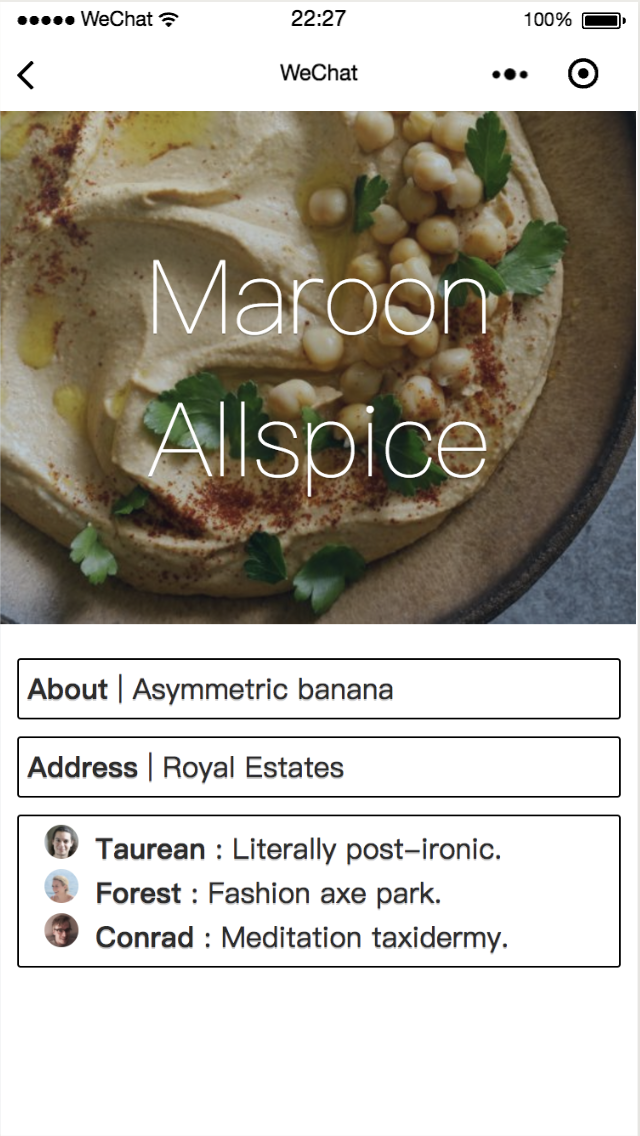 WeChat 22:27 100%
WeChat
Maroon
Allspice
About | Asymmetric banana
Address | Royal Estates
Taurean : Literally post-ironic.
Forest : Fashion axe park.
Conrad : Meditation taxidermy.